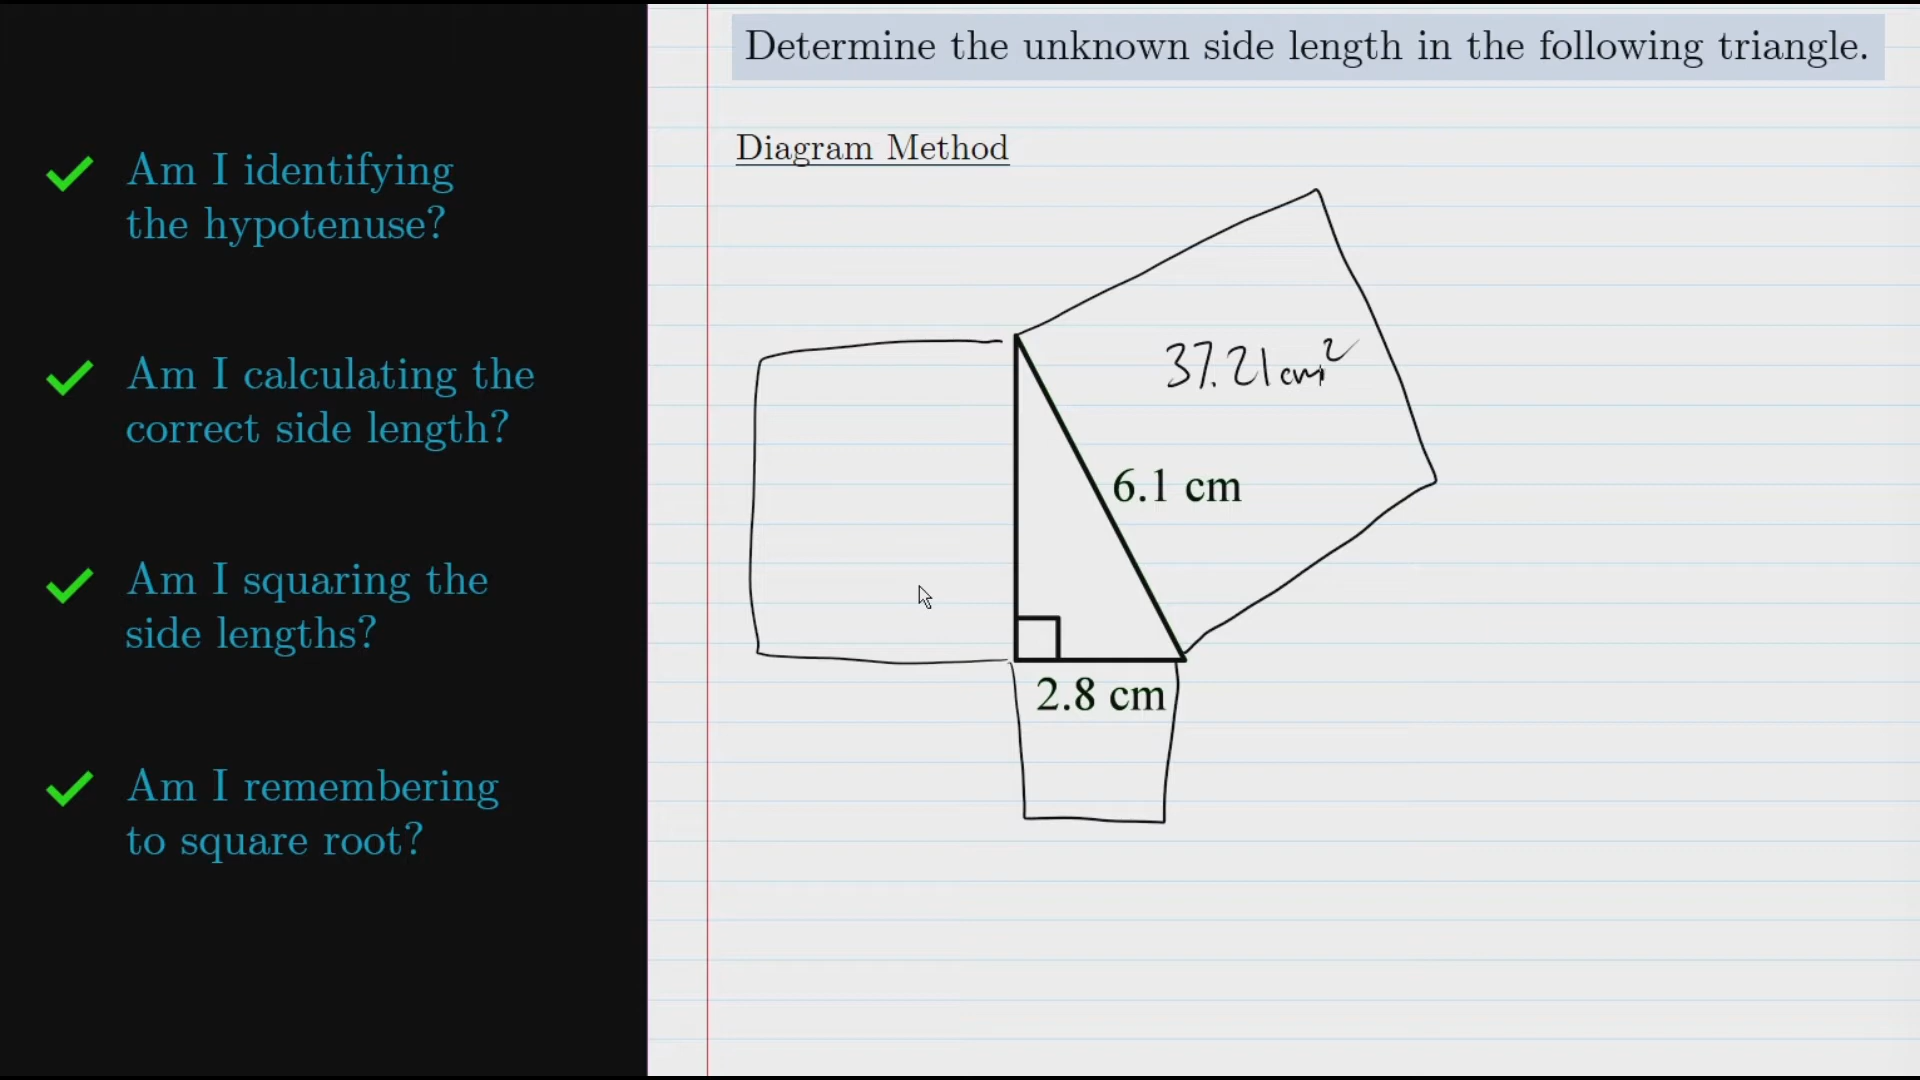 Determine the unknown side length in the following triangle.
Diagram Method
Am I identifying
the hypotenuse?
Am I calculating the
correct side length?
Am I squaring the
side lengths?
Am I remembering
to square root?
37.21 cm²
6.1 cm
2.8 cm